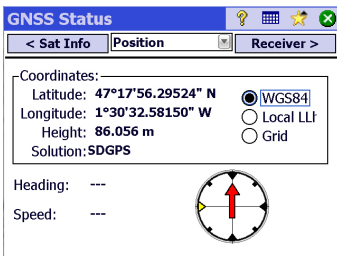 GNSS Status
< Sat Info Position Receiver >
Coordinates:
Latitude: 47°17'56.29524" N
Longitude: 1°30'32.58150" W
Height: 86.056 m
Solution: SDGPS
WGS84
Local LLh
Grid
Heading: ---
Speed: ---